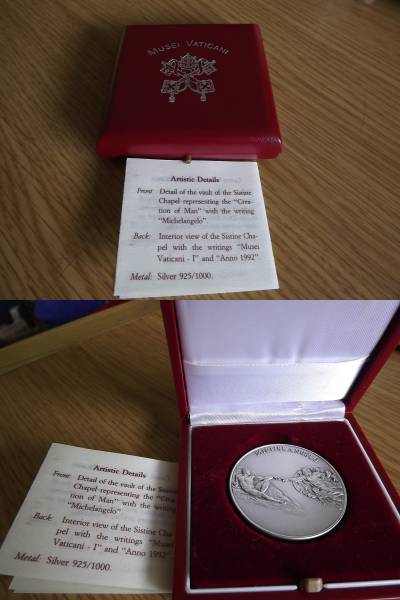 MUSEI VATICANI
Artistic Details
Front: Detail of the vault of the Sistine
Chapel representing the "Crea-
tion of Man" with the writing
"Michelangelo".
Back: Interior view of the Sistine Cha-
pel with the writings "Musei
Vaticani - I" and "Anno 1992"
Metal: Silver 925/1000.
Artistic Details
Front: Detail of the vault of the Sistine
Chapel representing the "Crea-
tion of Man" with the writing
"Michelangelo"
Back: Interior view of the Sistine Cha-
pel with the writings "Musei
Vaticani - I" and "Anno 1992"
Metal: Silver 925/1000.